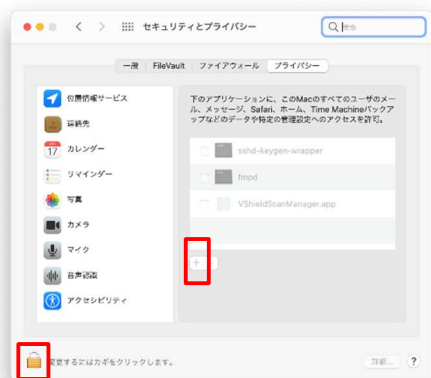 セキュリティとプライバシー
検索
一般
FileVault
ファイアウォール
プライバシー
位置情報サービス
連絡先
17
カレンダー
リマインダー
写真
カメラ
マイク
音声認識
アクセシビリティ
下のアプリケーションに、このMacのすべてのユーザのメー
ル、メッセージ、Safari、ホーム、Time Machineバックア
ップなどのデータや特定の管理設定へのアクセスを許可。
sshd-keygen-wrapper
fmpd
VShieldScanManager.app
+
変更するにはカギをクリックします。
詳細...
?